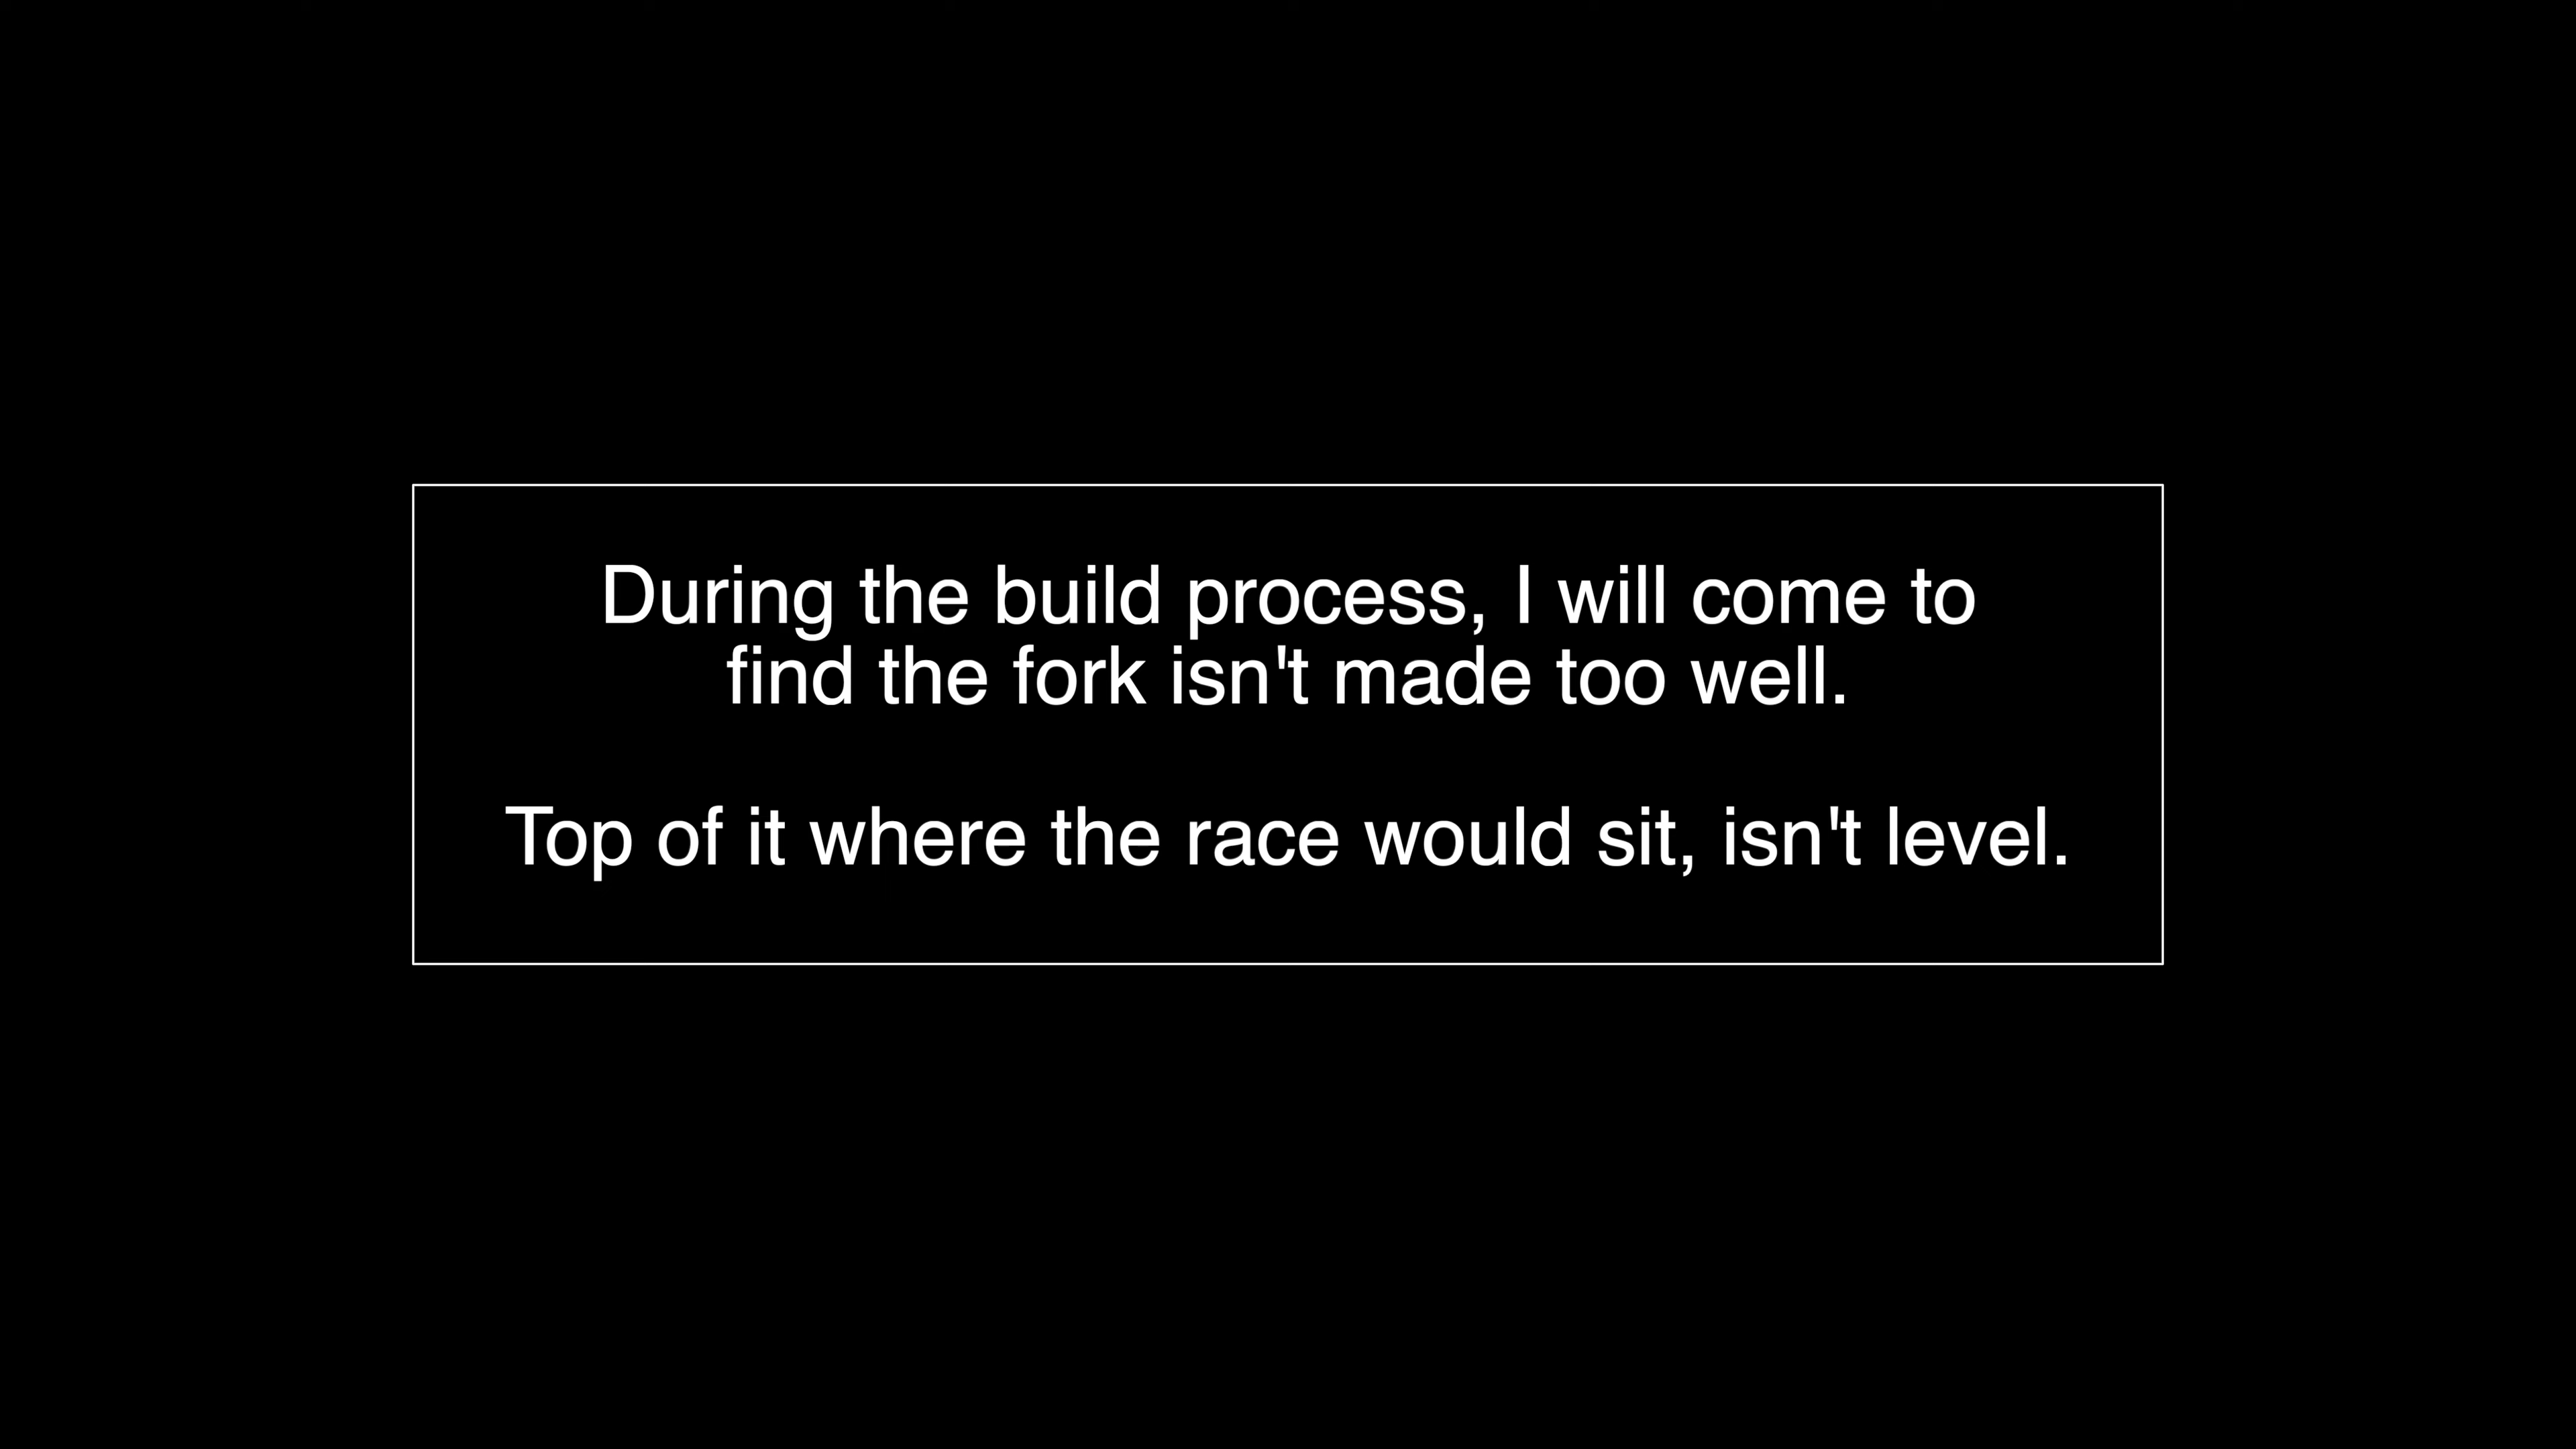 During the build process, I will come to
find the fork isn't made too well.
Top of it where the race would sit, isn't level.